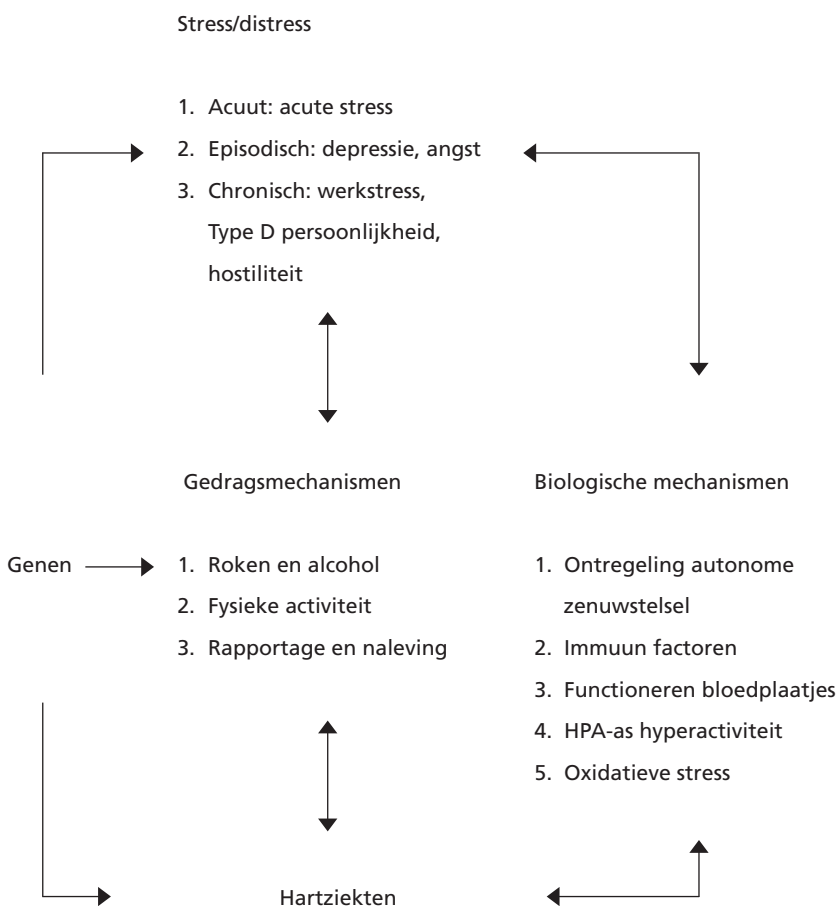 Stress/distress
1. Acuut: acute stress
2. Episodisch: depressie, angst
3. Chronisch: werkstress,
Type D persoonlijkheid,
hostiliteit
Gedragsmechanismen
Biologische mechanismen
Genen
1. Roken en alcohol
2. Fysieke activiteit
3. Rapportage en naleving
1. Ontregeling autonome
zenuwstelsel
2. Immuun factoren
3. Functioneren bloedplaatjes
4. HPA-as hyperactiviteit
5. Oxidatieve stress
Hartziekten